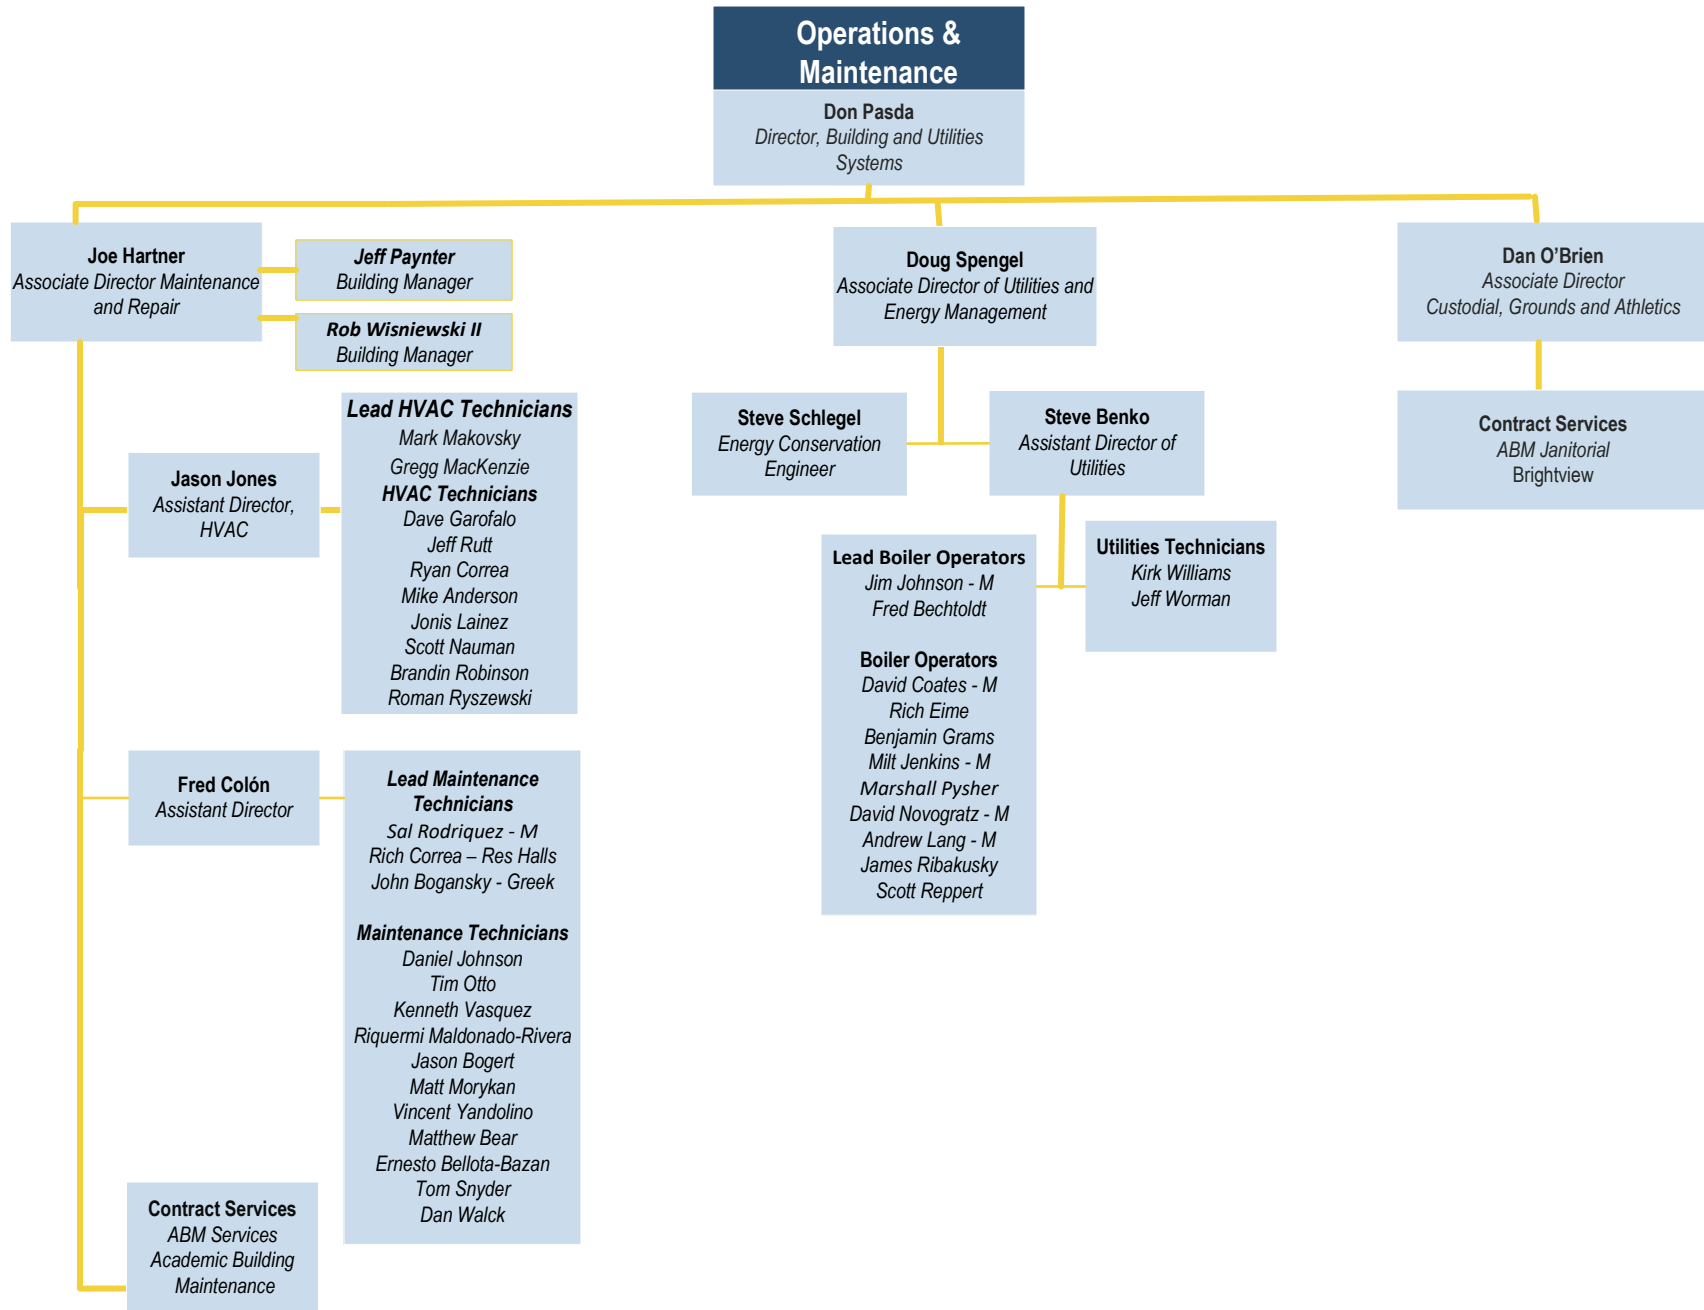 Operations &
Maintenance
Don Pasda
Director, Building and Utilities
Systems
Joe Hartner
Associate Director Maintenance
and Repair
Jeff Paynter
Building Manager
Rob Wisniewski II
Building Manager
Doug Spengel
Associate Director of Utilities and
Energy Management
Dan O’Brien
Associate Director
Custodial, Grounds and Athletics
Lead HVAC Technicians
Mark Makovsky
Gregg MacKenzie
HVAC Technicians
Dave Garofalo
Jeff Rutt
Ryan Correa
Mike Anderson
Jonis Lainez
Scott Nauman
Brandin Robinson
Roman Ryszewski
Jason Jones
Assistant Director,
HVAC
Steve Schlegel
Energy Conservation
Engineer
Steve Benko
Assistant Director of
Utilities
Contract Services
ABM Janitorial
Brightview
Lead Boiler Operators
Jim Johnson - M
Fred Bechtoldt
Boiler Operators
David Coates - M
Rich Eime
Benjamin Grams
Milt Jenkins - M
Marshall Pysher
David Novogratz - M
Andrew Lang - M
James Ribakusky
Scott Reppert
Utilities Technicians
Kirk Williams
Jeff Worman
Fred Colón
Assistant Director
Lead Maintenance
Technicians
Sal Rodriquez - M
Rich Correa – Res Halls
John Bogansky - Greek
Maintenance Technicians
Daniel Johnson
Tim Otto
Kenneth Vasquez
Riquermi Maldonado-Rivera
Jason Bogert
Matt Morykan
Vincent Yandolino
Matthew Bear
Ernesto Bellota-Bazan
Tom Snyder
Dan Walck
Contract Services
ABM Services
Academic Building
Maintenance